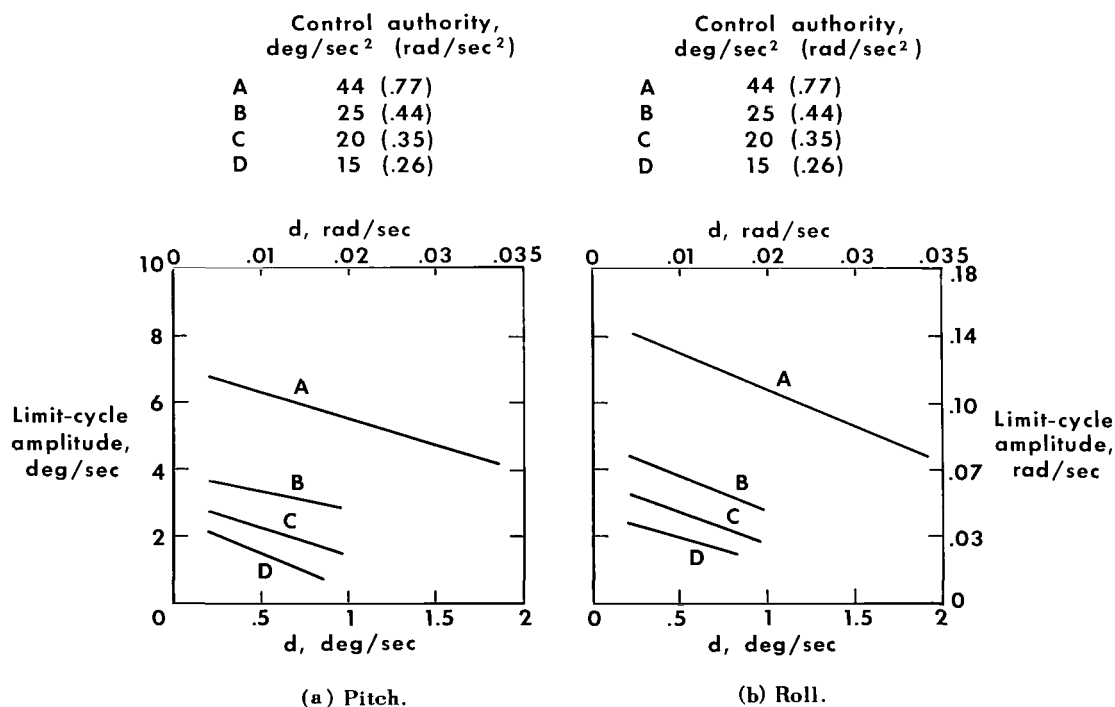 Control authority,
deg/sec² (rad/sec²)
A 44 (.77)
B 25 (.44)
C 20 (.35)
D 15 (.26)
Control authority,
deg/sec² (rad/sec²)
A 44 (.77)
B 25 (.44)
C 20 (.35)
D 15 (.26)
d, rad/sec
0 .01 .02 .03 .035
10
8
6
4
2
0
Limit-cycle
amplitude,
deg/sec
A
B
C
D
.5 1 1.5 2
d, deg/sec
(a) Pitch.
d, rad/sec
0 .01 .02 .03 .035
.18
.14
.10
.07
.03
0
Limit-cycle
amplitude,
rad/sec
A
B
C
D
0 .5 1 1.5 2
d, deg/sec
(b) Roll.